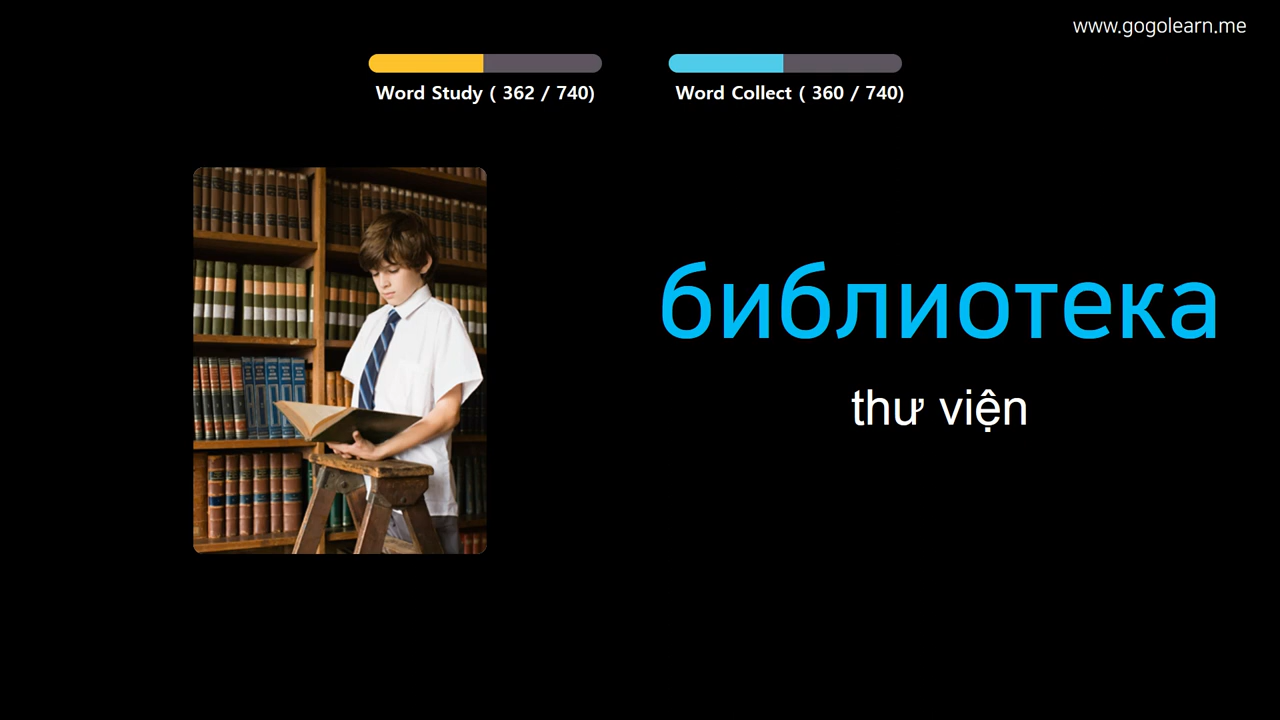 www.gogolearn.me
Word Study ( 362 / 740)
Word Collect ( 360 / 740)
библиотека
thư viện